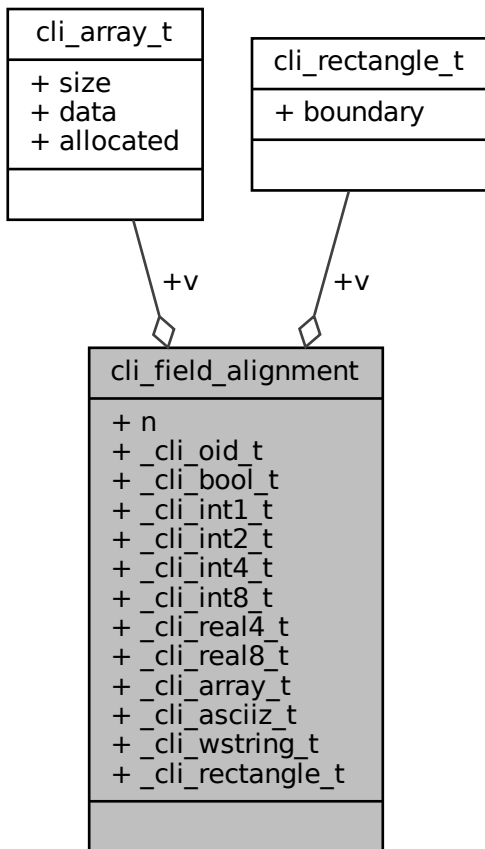 cli_array_t
+ size
+ data
+ allocated
cli_rectangle_t
+ boundary
+v
+v
cli_field_alignment
+ n
+ _cli_oid_t
+ _cli_bool_t
+ _cli_int1_t
+ _cli_int2_t
+ _cli_int4_t
+ _cli_int8_t
+ _cli_real4_t
+ _cli_real8_t
+ _cli_array_t
+ _cli_asciiz_t
+ _cli_wstring_t
+ _cli_rectangle_t